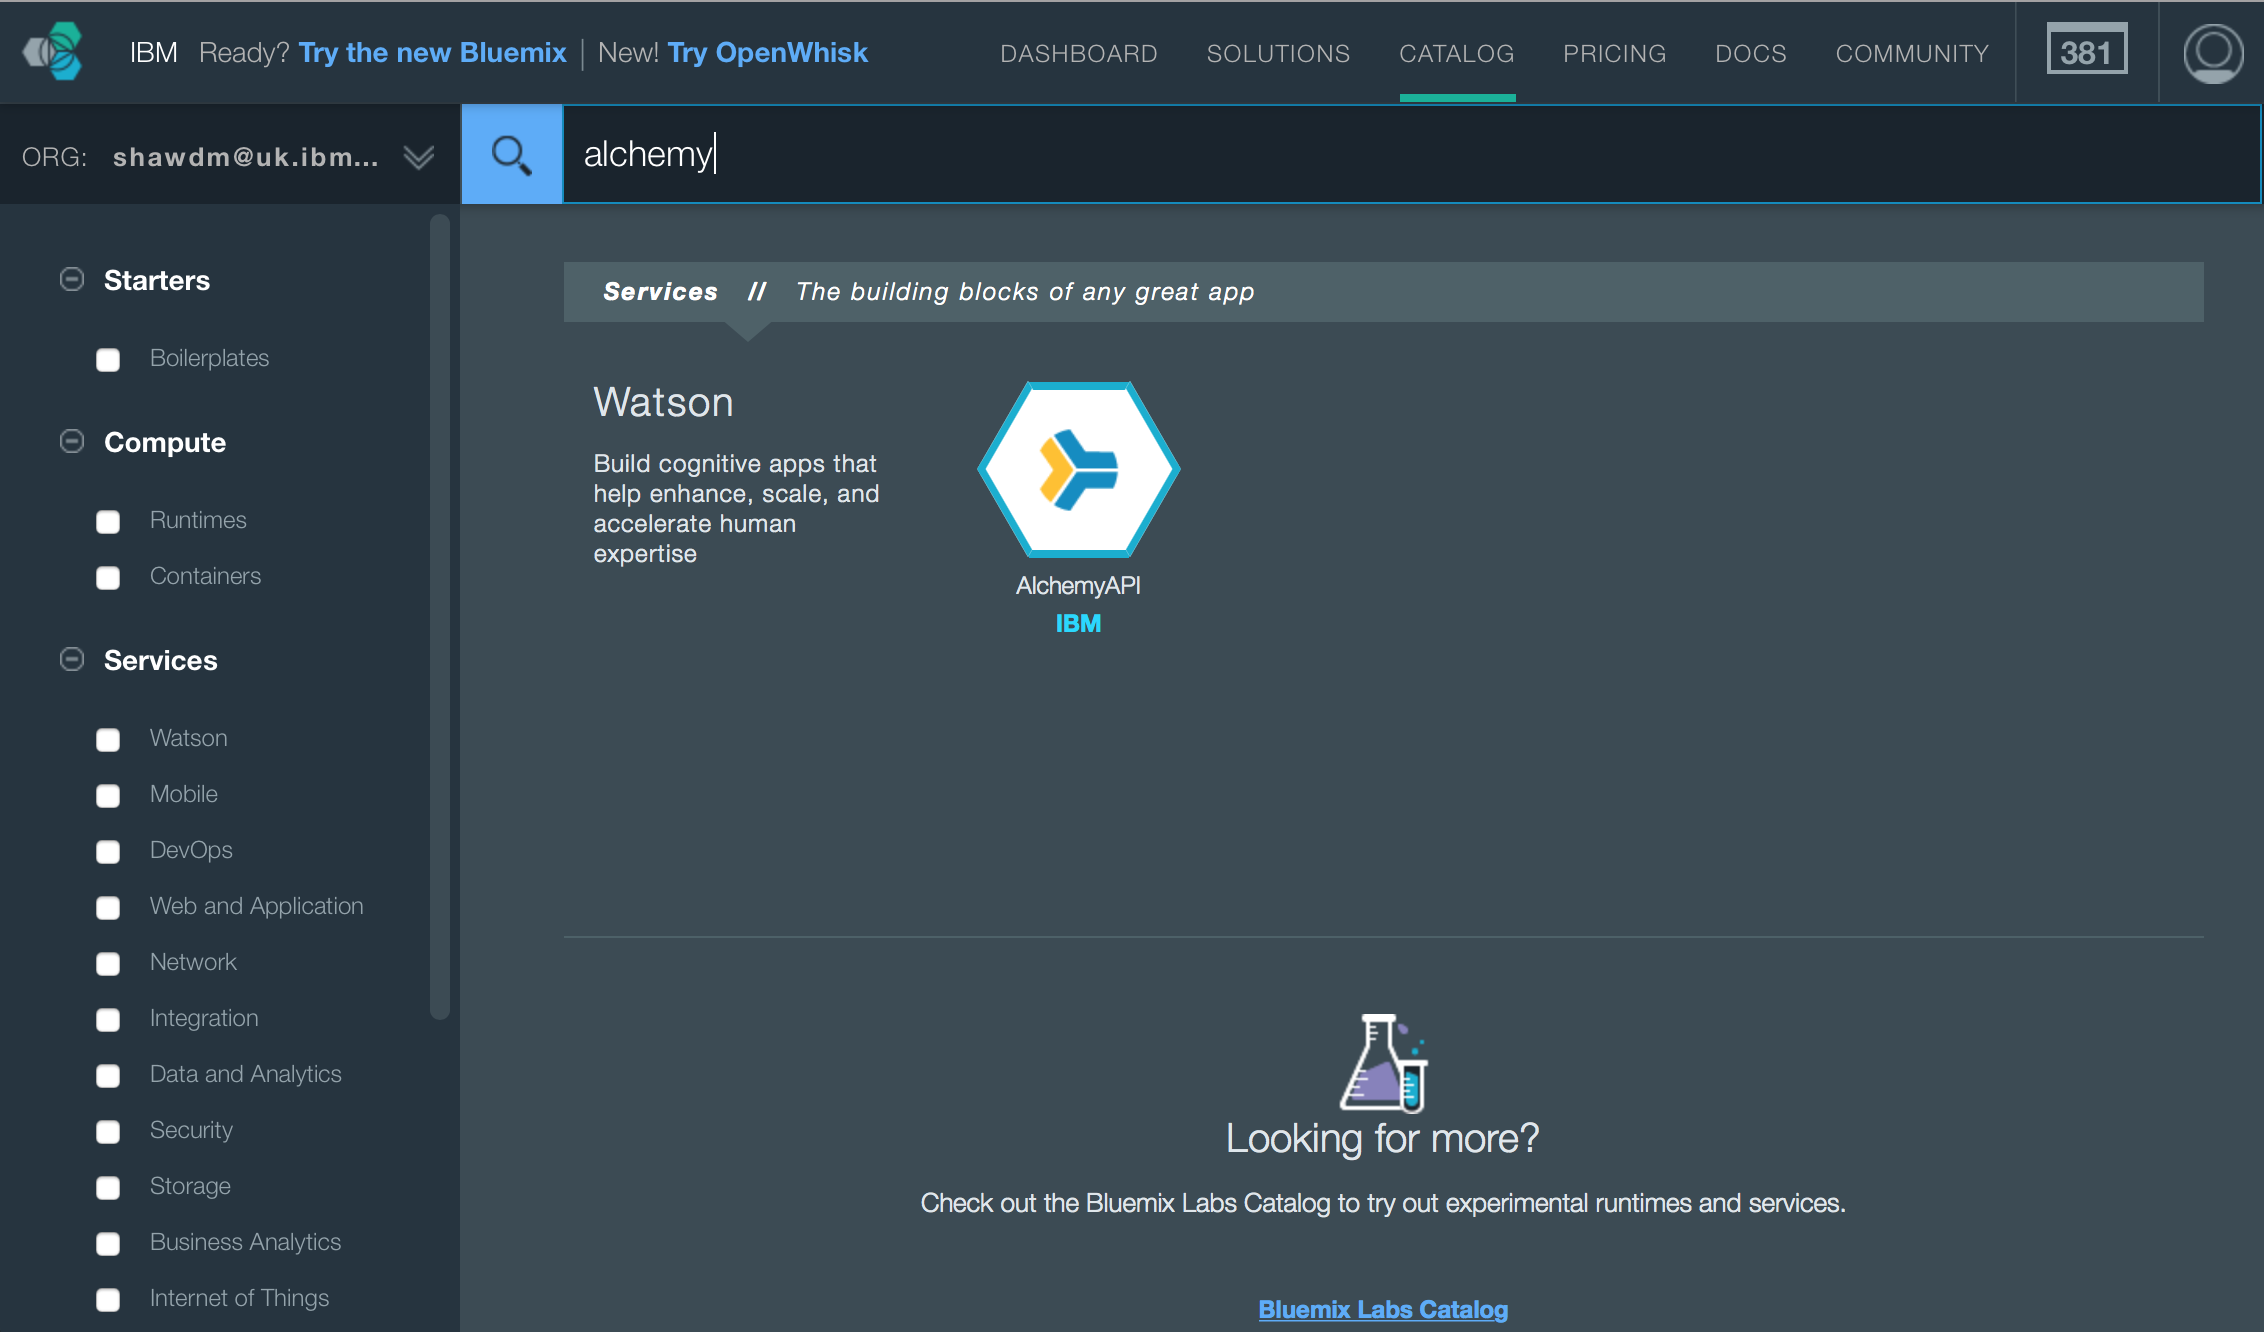 IBM Ready? Try the new Bluemix | New! Try OpenWhisk
DASHBOARD SOLUTIONS CATALOG PRICING DOCS COMMUNITY 381
ORG: shawdm@uk.ibm...
alchemy
Starters
Boilerplates
Compute
Runtimes
Containers
Services
Watson
Mobile
DevOps
Web and Application
Network
Integration
Data and Analytics
Security
Storage
Business Analytics
Internet of Things
Services // The building blocks of any great app
Watson
Build cognitive apps that
help enhance, scale, and
accelerate human
expertise
AlchemyAPI
IBM
Looking for more?
Check out the Bluemix Labs Catalog to try out experimental runtimes and services.
Bluemix Labs Catalog